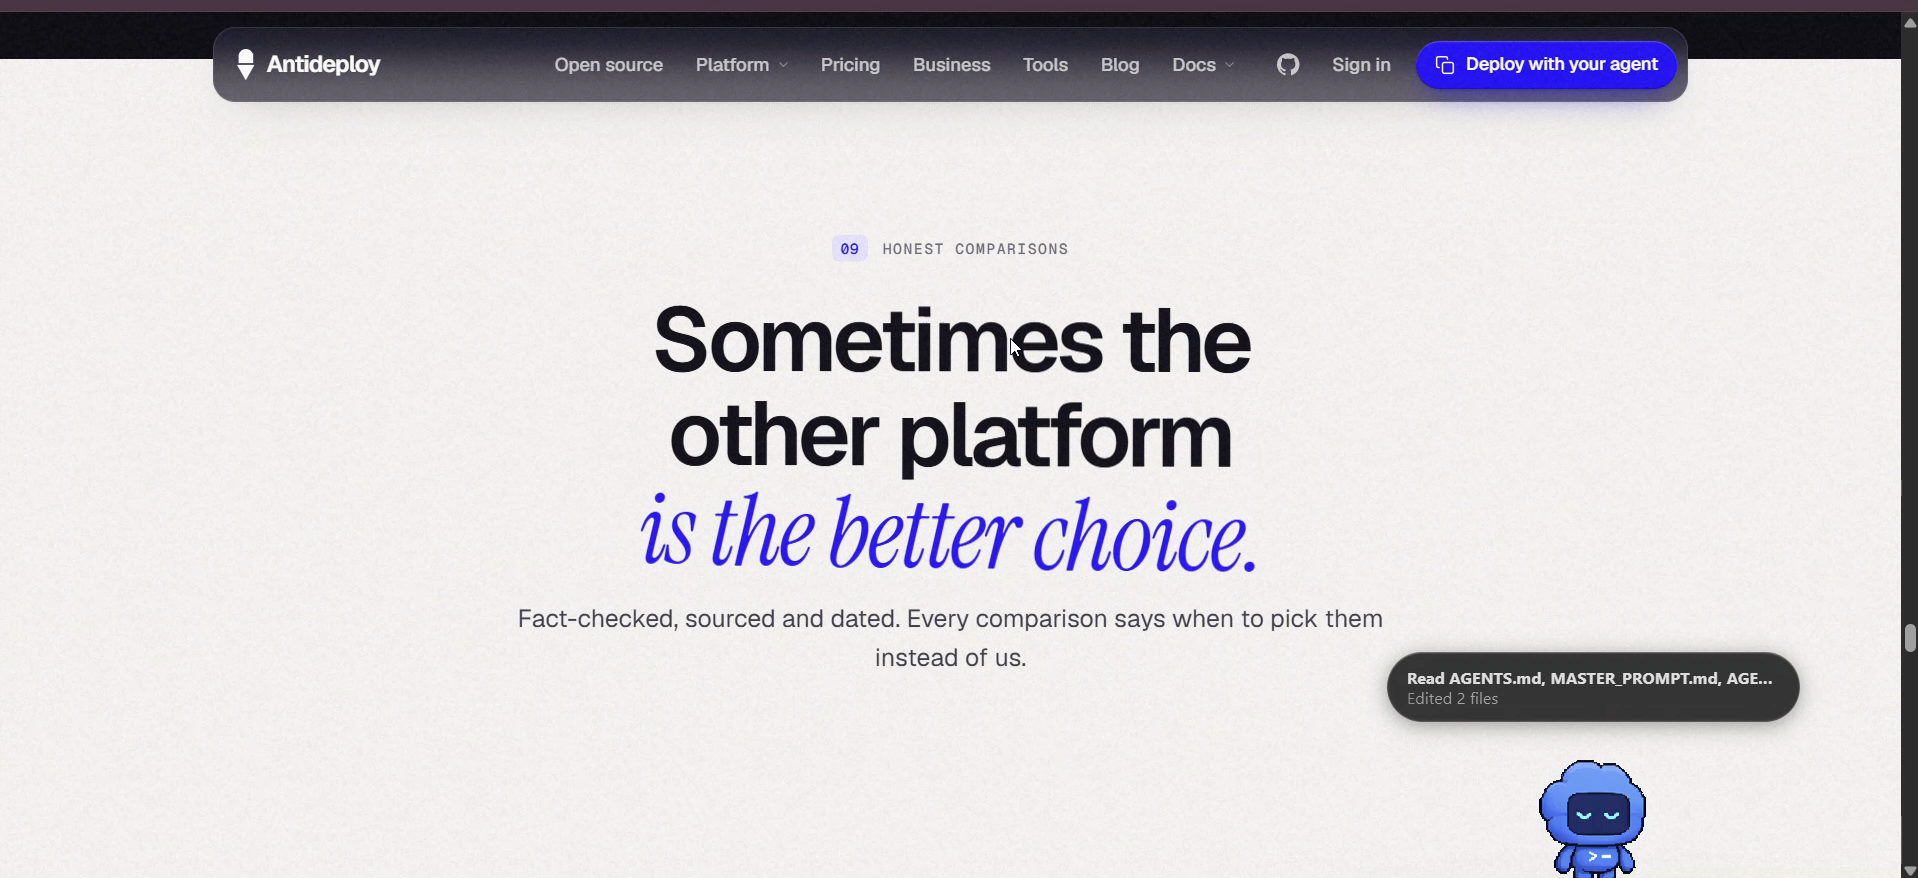 Antideploy
Open source
Platform
Pricing
Business
Tools
Blog
Docs
Sign in
Deploy with your agent
09 HONEST COMPARISONS
Sometimes the
other platform
is the better choice.
Fact-checked, sourced and dated. Every comparison says when to pick them
instead of us.
Read AGENTS.md, MASTER_PROMPT.md, AGE...
Edited 2 files
>-